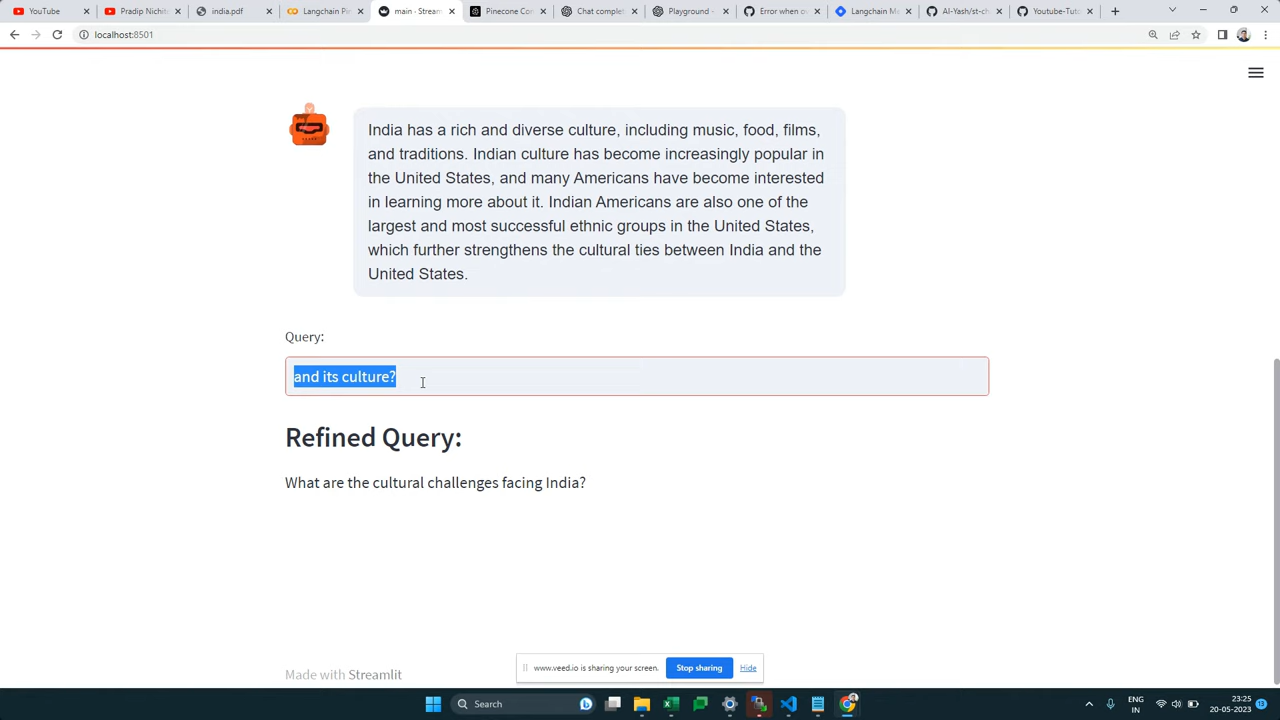 YouTube
Pradip Nichite
india.pdf
Langchain Pi
main - Stream
Pinecone Co
Chat complet
Playground -
Error when c
Langchain M
AI-Yash/st-ch
Youtube-Tuto
localhost:8501
India has a rich and diverse culture, including music, food, films,
and traditions. Indian culture has become increasingly popular in
the United States, and many Americans have become interested
in learning more about it. Indian Americans are also one of the
largest and most successful ethnic groups in the United States,
which further strengthens the cultural ties between India and the
United States.
Query:
and its culture?
Refined Query:
What are the cultural challenges facing India?
Made with Streamlit
www.veed.io is sharing your screen.
Stop sharing
Hide
Search
ENG
IN
23:25
20-05-2023